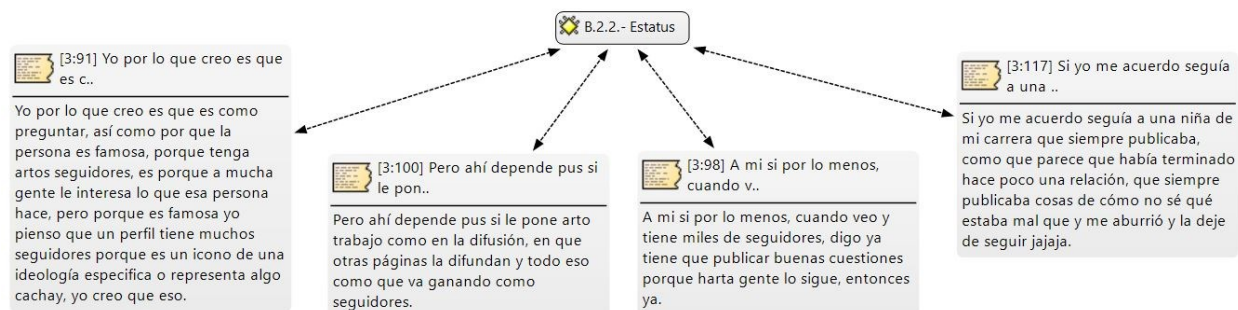 B.2.2.- Estatus
[3:91] Yo por lo que creo es que
es c..
Yo por lo que creo es que es como
preguntar, así como por que la
persona es famosa, porque tenga
artos seguidores, es porque a mucha
gente le interesa lo que esa persona
hace, pero porque es famosa yo
pienso que un perfil tiene muchos
seguidores porque es un icono de una
ideología especifica o representa algo
cachay, yo creo que eso.
[3:100] Pero ahí depende pus si
le pon..
Pero ahí depende pus si le pone arto
trabajo como en la difusión, en que
otras páginas la difundan y todo eso
como que va ganando como
seguidores.
[3:98] A mi si por lo menos,
cuando v..
A mi si por lo menos, cuando veo y
tiene miles de seguidores, digo ya
tiene que publicar buenas cuestiones
porque harta gente lo sigue, entonces
ya.
[3:117] Si yo me acuerdo seguía
a una ..
Si yo me acuerdo seguía a una niña de
mi carrera que siempre publicaba,
como que parece que había terminado
hace poco una relación, que siempre
publicaba cosas de cómo no sé qué
estaba mal que y me aburrió y la deje
de seguir jajaja.